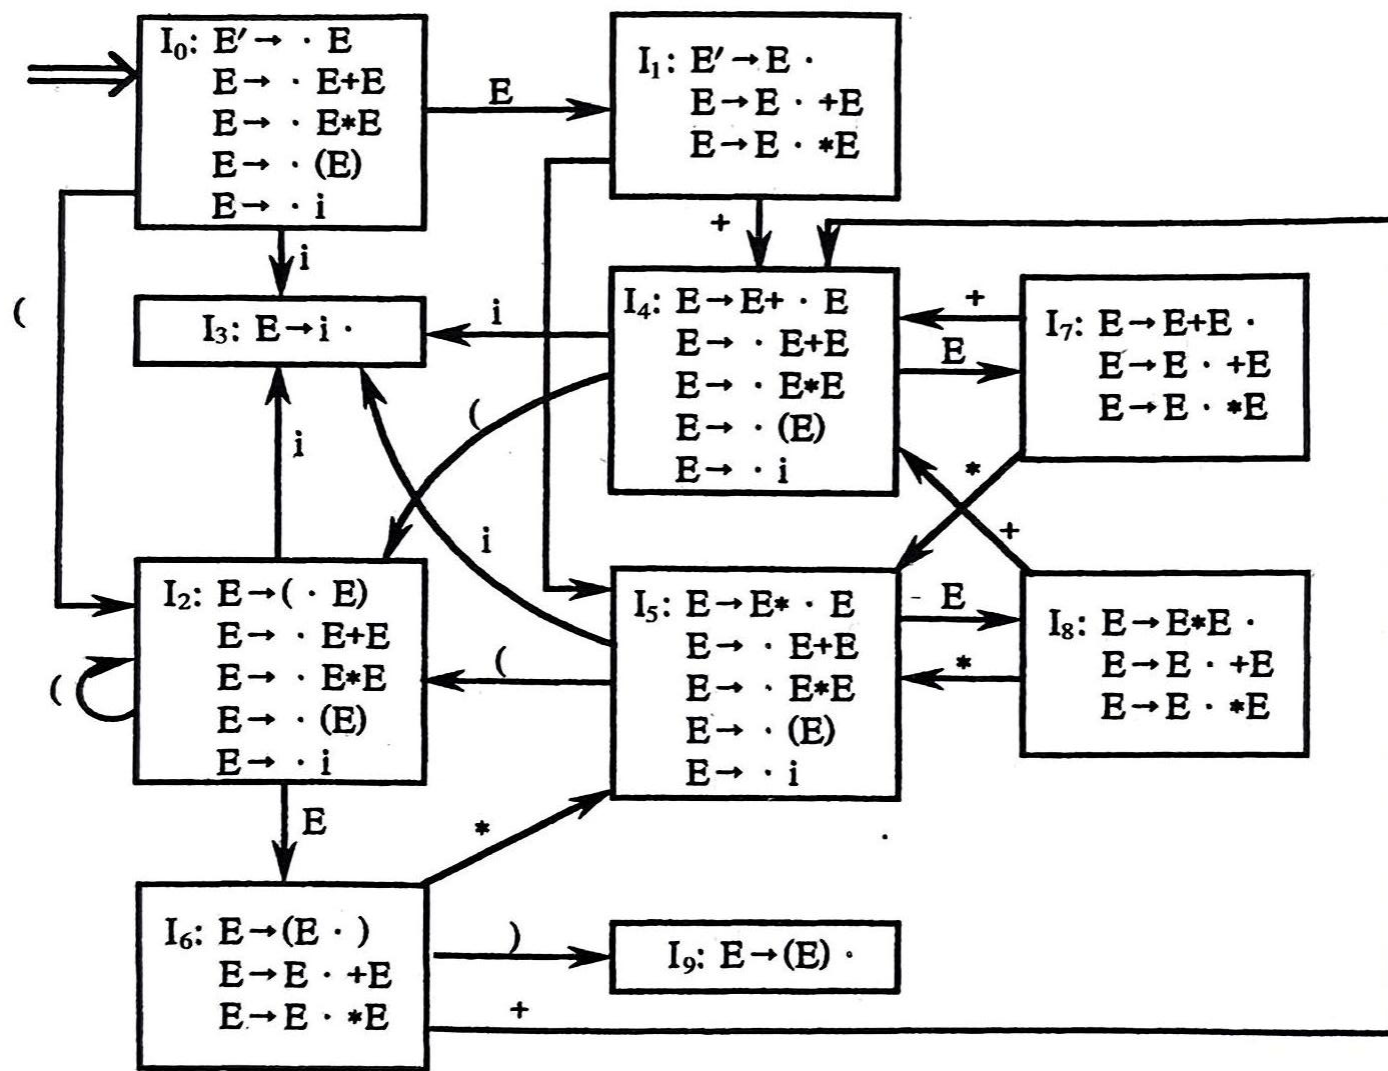 I₀: E′→ · E
E→ · E+E
E→ · E*E
E→ · (E)
E→ · i
E
I₁: E′→E ·
E→E · +E
E→E · *E
(
i
+
I₃: E→i ·
i
I₄: E→E+ · E
E→ · E+E
E→ · E*E
E→ · (E)
E→ · i
+
E
I₇: E→E+E ·
E→E · +E
E→E · *E
(
i
i
*
+
I₂: E→( · E)
E→ · E+E
E→ · E*E
E→ · (E)
E→ · i
(
(
I₅: E→E* · E
E→ · E+E
E→ · E*E
E→ · (E)
E→ · i
E
*
I₈: E→E*E ·
E→E · +E
E→E · *E
E
*
I₆: E→(E · )
E→E · +E
E→E · *E
)
+
I₉: E→(E) ·